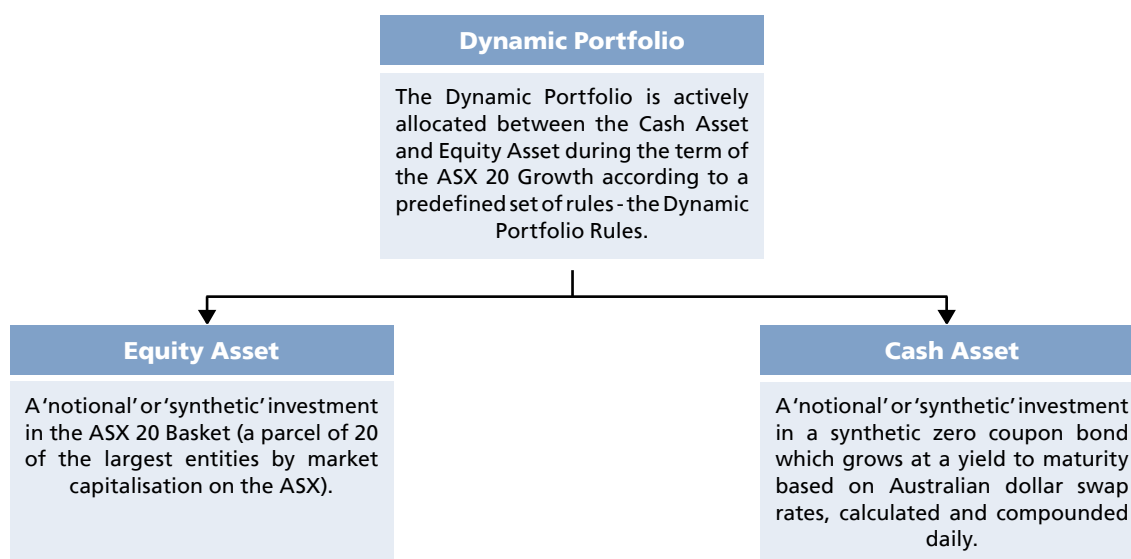 Dynamic Portfolio
The Dynamic Portfolio is actively
allocated between the Cash Asset
and Equity Asset during the term of
the ASX 20 Growth according to a
predefined set of rules - the Dynamic
Portfolio Rules.
Equity Asset
A 'notional' or 'synthetic' investment
in the ASX 20 Basket (a parcel of 20
of the largest entities by market
capitalisation on the ASX).
Cash Asset
A 'notional' or 'synthetic' investment
in a synthetic zero coupon bond
which grows at a yield to maturity
based on Australian dollar swap
rates, calculated and compounded
daily.